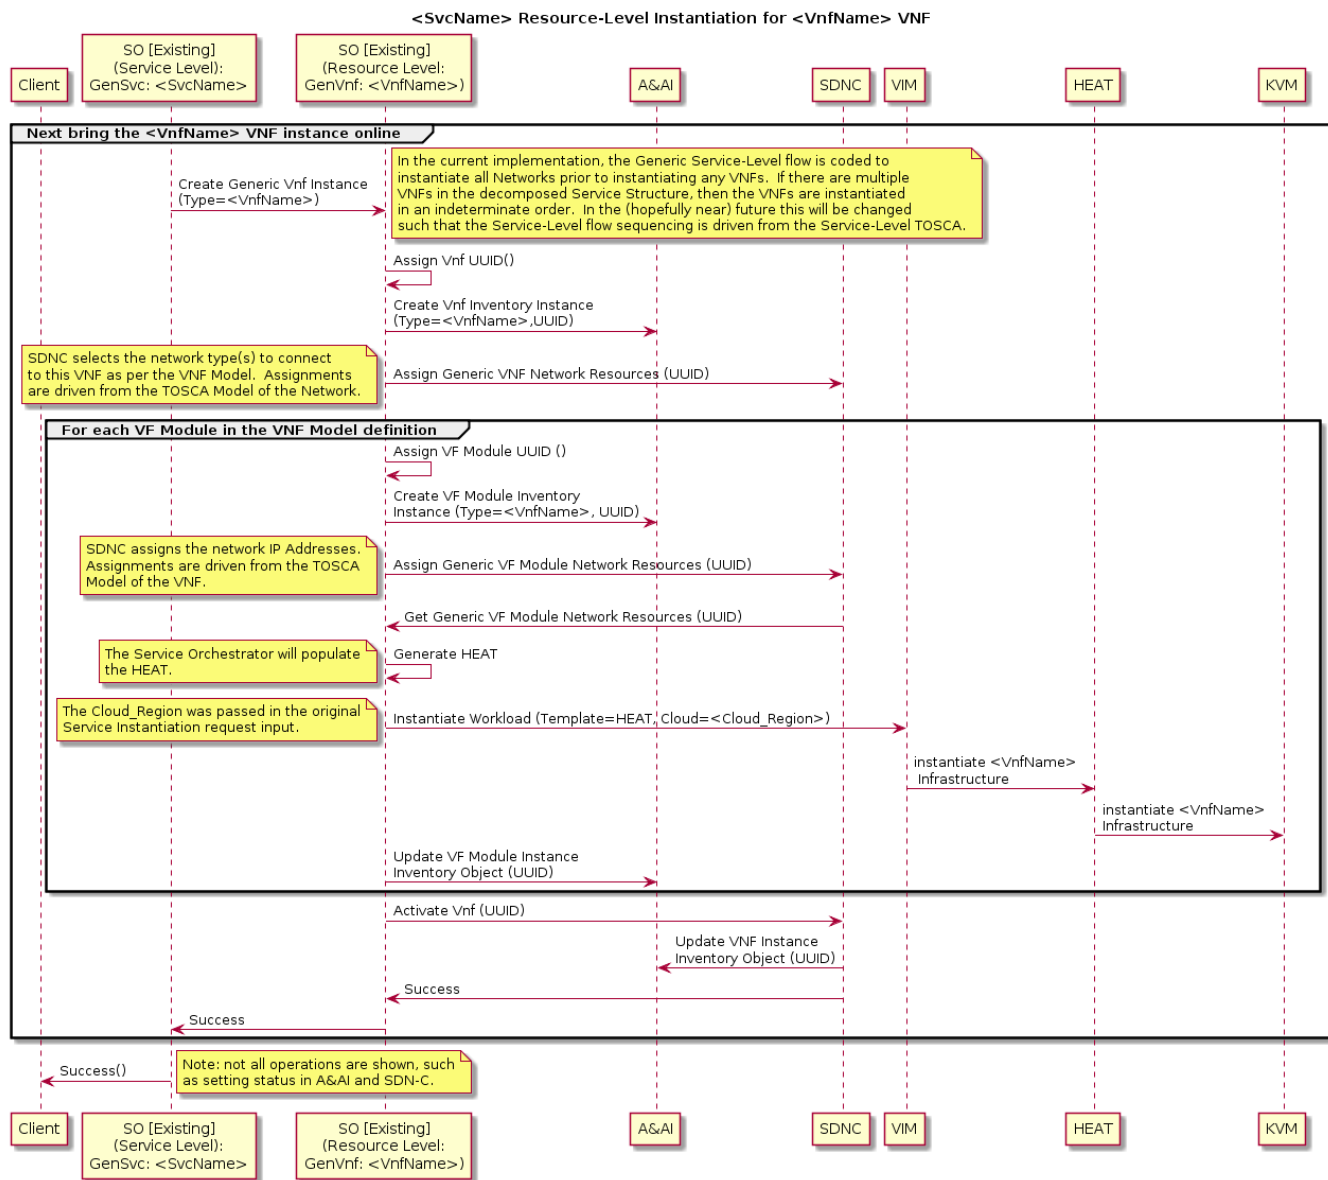 <SvcName> Resource-Level Instantiation for <VnfName> VNF
Client
SO [Existing]
(Service Level):
GenSvc: <SvcName>
SO [Existing]
(Resource Level:
GenVnf: <VnfName>)
A&AI
SDNC
VIM
HEAT
KVM
Next bring the <VnfName> VNF instance online
Create Generic Vnf Instance
(Type=<VnfName>)
In the current implementation, the Generic Service-Level flow is coded to
instantiate all Networks prior to instantiating any VNFs.  If there are multiple
VNFs in the decomposed Service Structure, then the VNFs are instantiated
in an indeterminate order.  In the (hopefully near) future this will be changed
such that the Service-Level flow sequencing is driven from the Service-Level TOSCA.
Assign Vnf UUID()
Create Vnf Inventory Instance
(Type=<VnfName>,UUID)
SDNC selects the network type(s) to connect
to this VNF as per the VNF Model.  Assignments
are driven from the TOSCA Model of the Network.
Assign Generic VNF Network Resources (UUID)
For each VF Module in the VNF Model definition
Assign VF Module UUID ()
Create VF Module Inventory
Instance (Type=<VnfName>, UUID)
SDNC assigns the network IP Addresses.
Assignments are driven from the TOSCA
Model of the VNF.
Assign Generic VF Module Network Resources (UUID)
Get Generic VF Module Network Resources (UUID)
The Service Orchestrator will populate
the HEAT.
Generate HEAT
The Cloud_Region was passed in the original
Service Instantiation request input.
Instantiate Workload (Template=HEAT, Cloud=<Cloud_Region>)
instantiate <VnfName>
Infrastructure
instantiate <VnfName>
Infrastructure
Update VF Module Instance
Inventory Object (UUID)
Activate Vnf (UUID)
Update VNF Instance
Inventory Object (UUID)
Success
Success
Success()
Note: not all operations are shown, such
as setting status in A&AI and SDN-C.
Client
SO [Existing]
(Service Level):
GenSvc: <SvcName>
SO [Existing]
(Resource Level:
GenVnf: <VnfName>)
A&AI
SDNC
VIM
HEAT
KVM